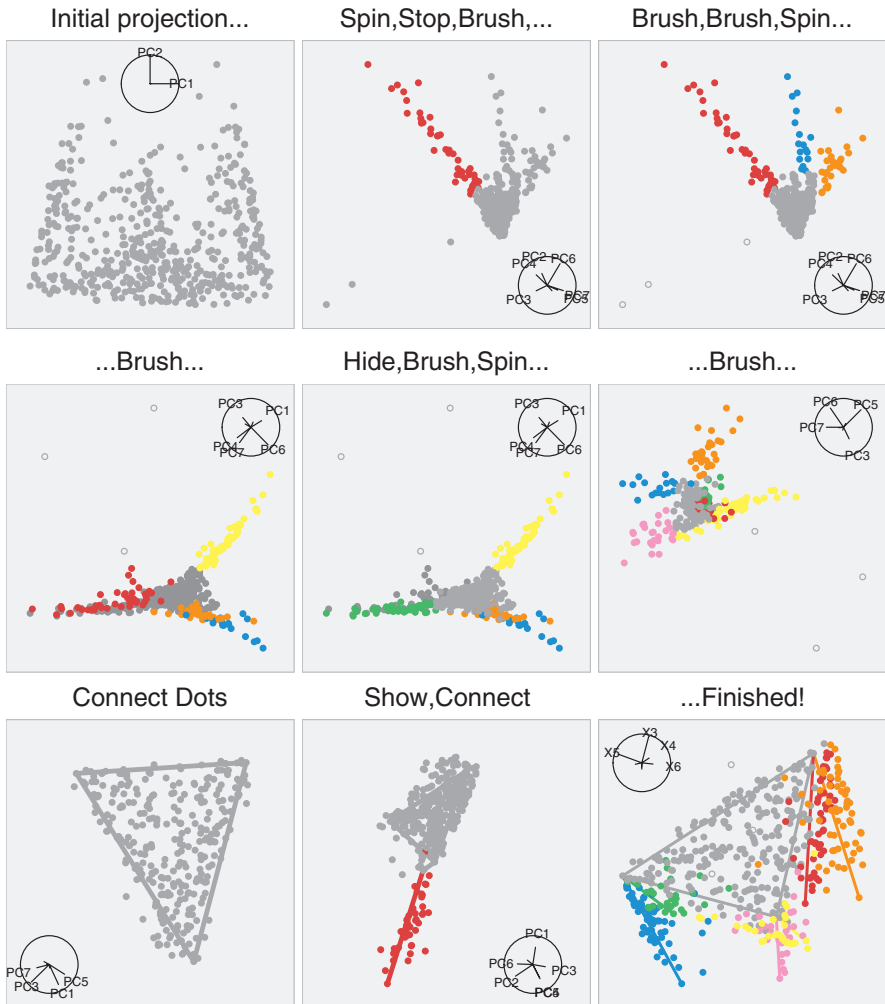 Initial projection...
Spin,Stop,Brush,...
Brush,Brush,Spin...
PC2
PC1
PC2
PC6
PC4
PC3
PC7
PC5
PC2
PC6
PC4
PC3
PC7
PC5
...Brush...
Hide,Brush,Spin...
...Brush...
PC3
PC1
PC4
PC7
PC6
PC3
PC1
PC4
PC7
PC6
PC6
PC5
PC7
PC3
Connect Dots
Show,Connect
...Finished!
PC7
PC5
PC3
PC1
PC1
PC6
PC3
PC2
PC4
X3
X5
X4
X6